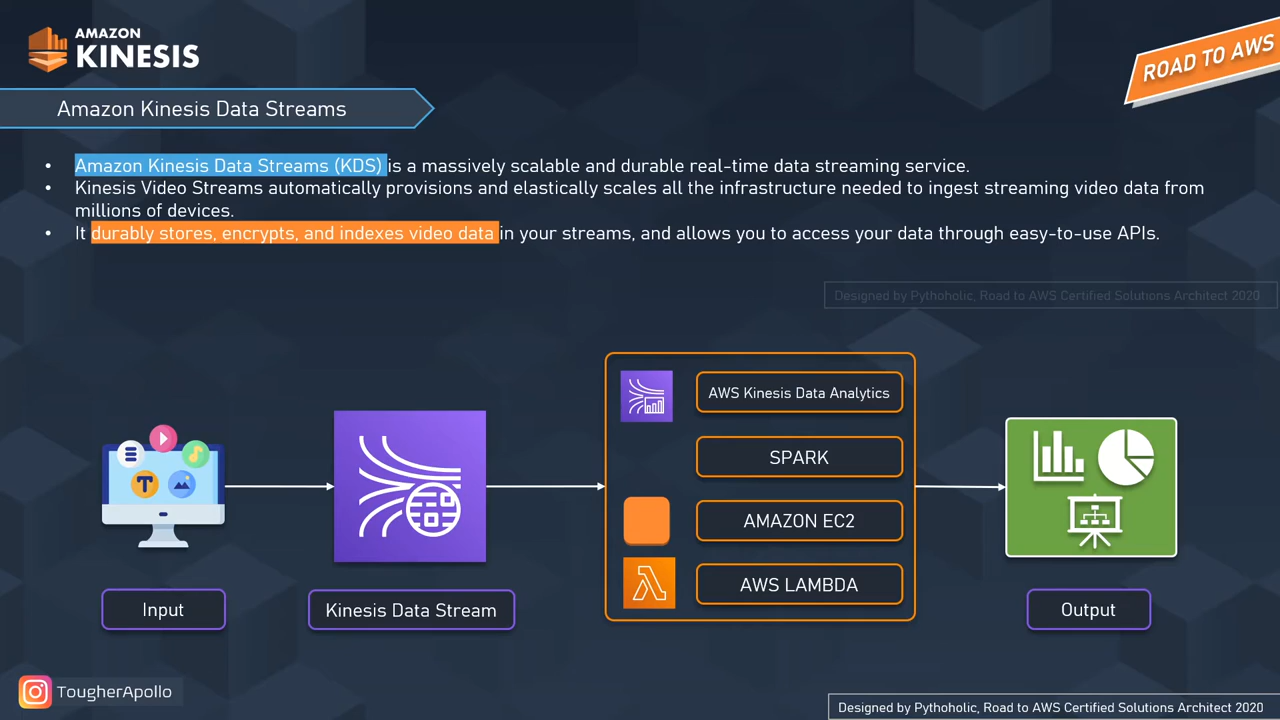 AMAZON
KINESIS
ROAD TO AWS
Amazon Kinesis Data Streams
• Amazon Kinesis Data Streams (KDS) is a massively scalable and durable real-time data streaming service.
• Kinesis Video Streams automatically provisions and elastically scales all the infrastructure needed to ingest streaming video data from
millions of devices.
• It durably stores, encrypts, and indexes video data in your streams, and allows you to access your data through easy-to-use APIs.
Designed by Pythoholic, Road to AWS Certified Solutions Architect 2020
AWS Kinesis Data Analytics
SPARK
AMAZON EC2
AWS LAMBDA
Input
Kinesis Data Stream
Output
TougherApollo
Designed by Pythoholic, Road to AWS Certified Solutions Architect 2020